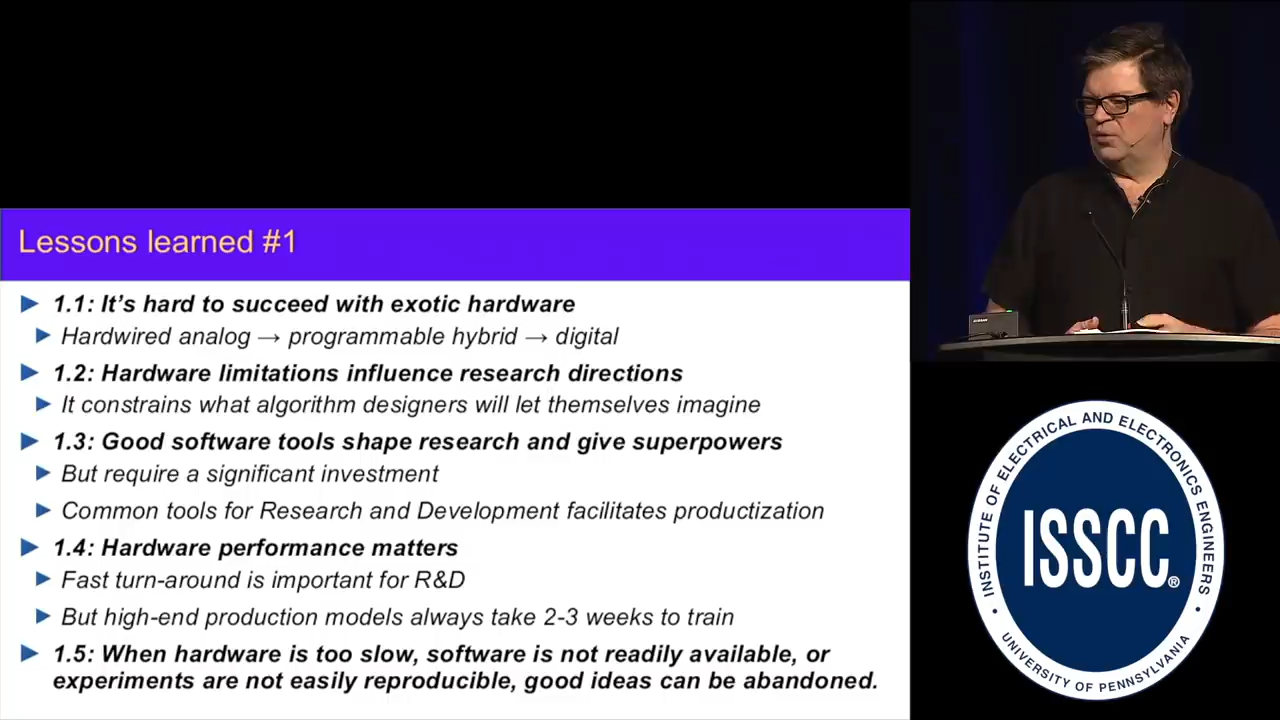 Lessons learned #1
1.1: It's hard to succeed with exotic hardware
Hardwired analog → programmable hybrid → digital
1.2: Hardware limitations influence research directions
It constrains what algorithm designers will let themselves imagine
1.3: Good software tools shape research and give superpowers
But require a significant investment
Common tools for Research and Development facilitates productization
1.4: Hardware performance matters
Fast turn-around is important for R&D
But high-end production models always take 2-3 weeks to train
1.5: When hardware is too slow, software is not readily available, or
experiments are not easily reproducible, good ideas can be abandoned.
INSTITUTE OF ELECTRICAL AND ELECTRONICS ENGINEERS
ISSCC®
• UNIVERSITY OF PENNSYLVANIA •